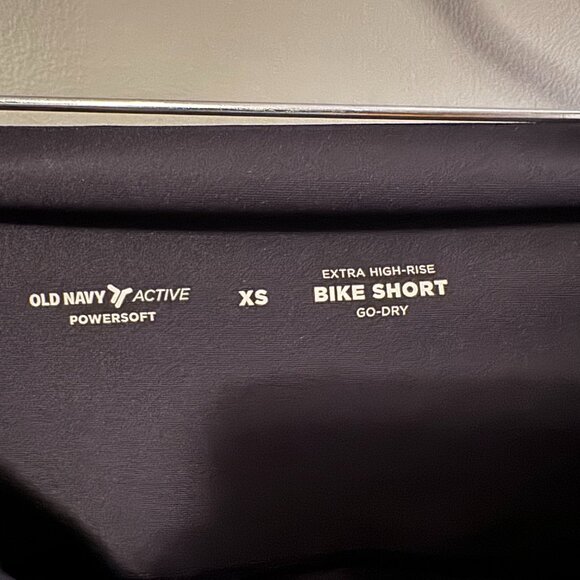 OLD NAVY ACTIVE
POWERSOFT
XS
EXTRA HIGH-RISE
BIKE SHORT
GO-DRY